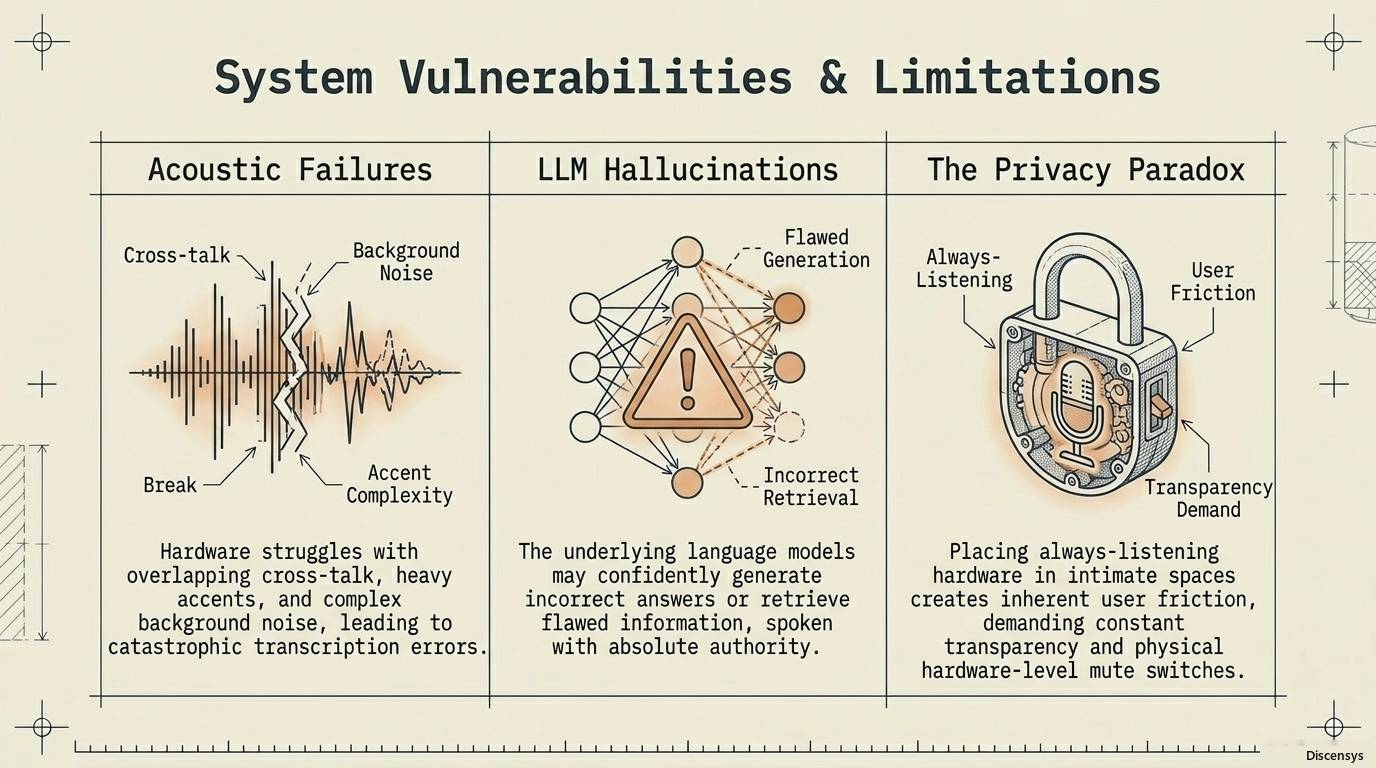 System Vulnerabilities & Limitations
Acoustic Failures
Cross-talk
Background
Noise
Break
Accent
Complexity
Hardware struggles with
overlapping cross-talk, heavy
accents, and complex
background noise, leading to
catastrophic transcription errors.
LLM Hallucinations
Flawed
Generation
Incorrect
Retrieval
The underlying language models
may confidently generate
incorrect answers or retrieve
flawed information, spoken
with absolute authority.
The Privacy Paradox
Always-
Listening
User
Friction
Transparency
Demand
Placing always-listening
hardware in intimate spaces
creates inherent user friction,
demanding constant
transparency and physical
hardware-level mute switches.
Discensys